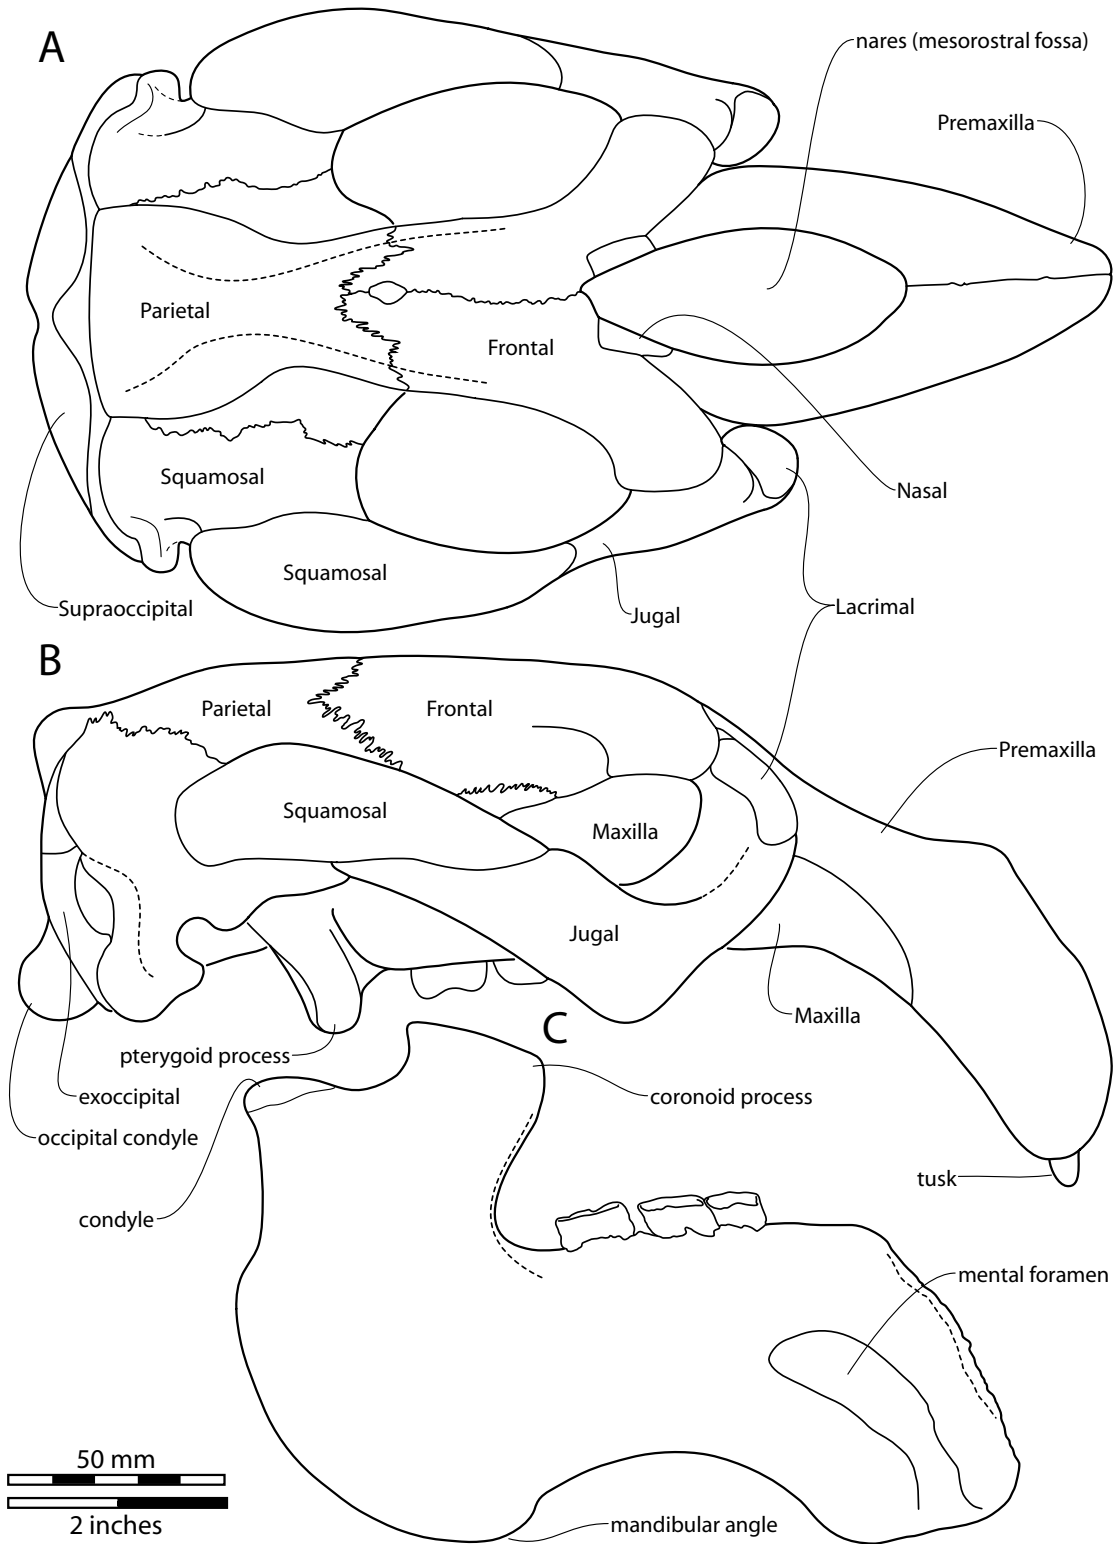 A
nares (mesorostral fossa)
Premaxilla
Parietal
Frontal
Squamosal
Nasal
Squamosal
Supraoccipital
Jugal
Lacrimal
B
Parietal
Frontal
Premaxilla
Squamosal
Maxilla
Jugal
Maxilla
C
pterygoid process
exoccipital
coronoid process
occipital condyle
tusk
condyle
mental foramen
50 mm
2 inches
mandibular angle